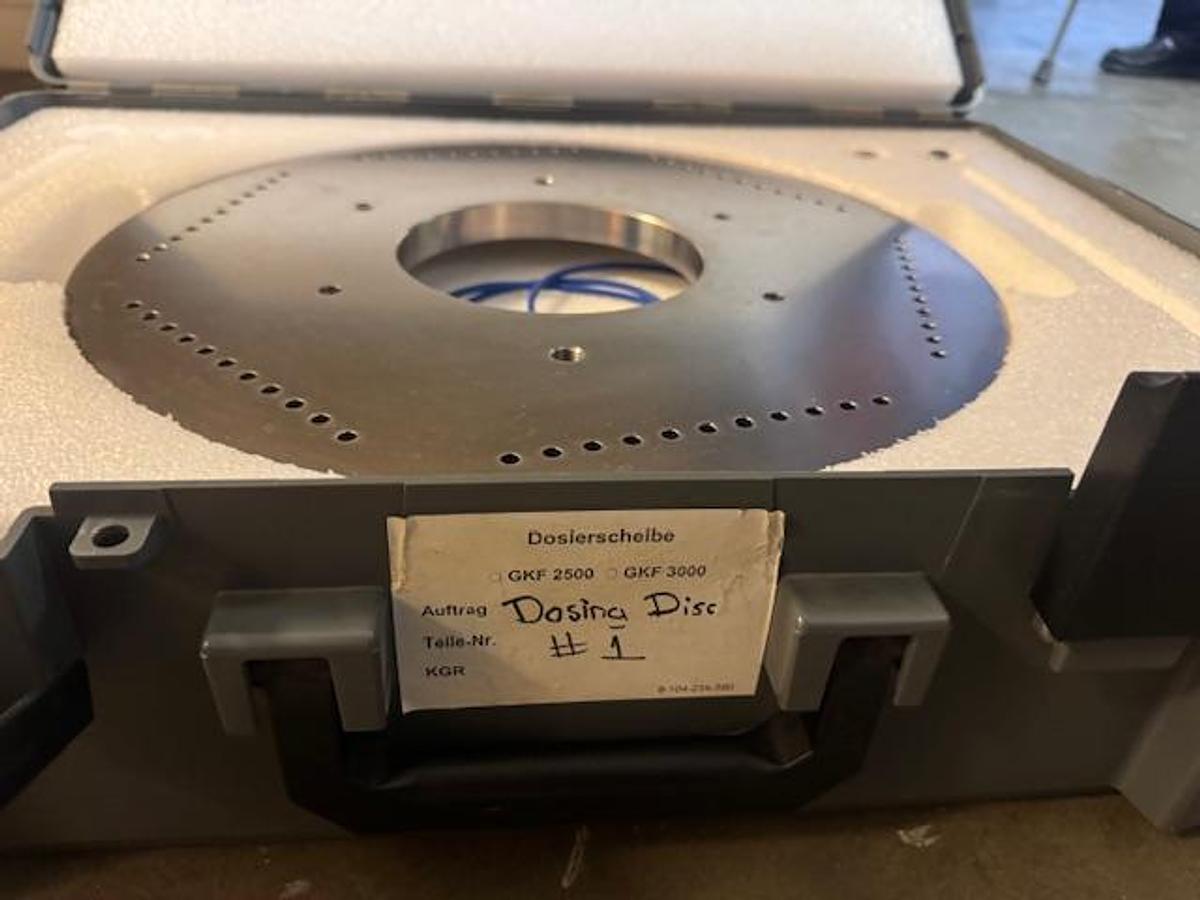 Dosierscheibe
□ GKF 2500 □ GKF 3000
Auftrag Dosing Disc
Teile-Nr. # 1
KGR